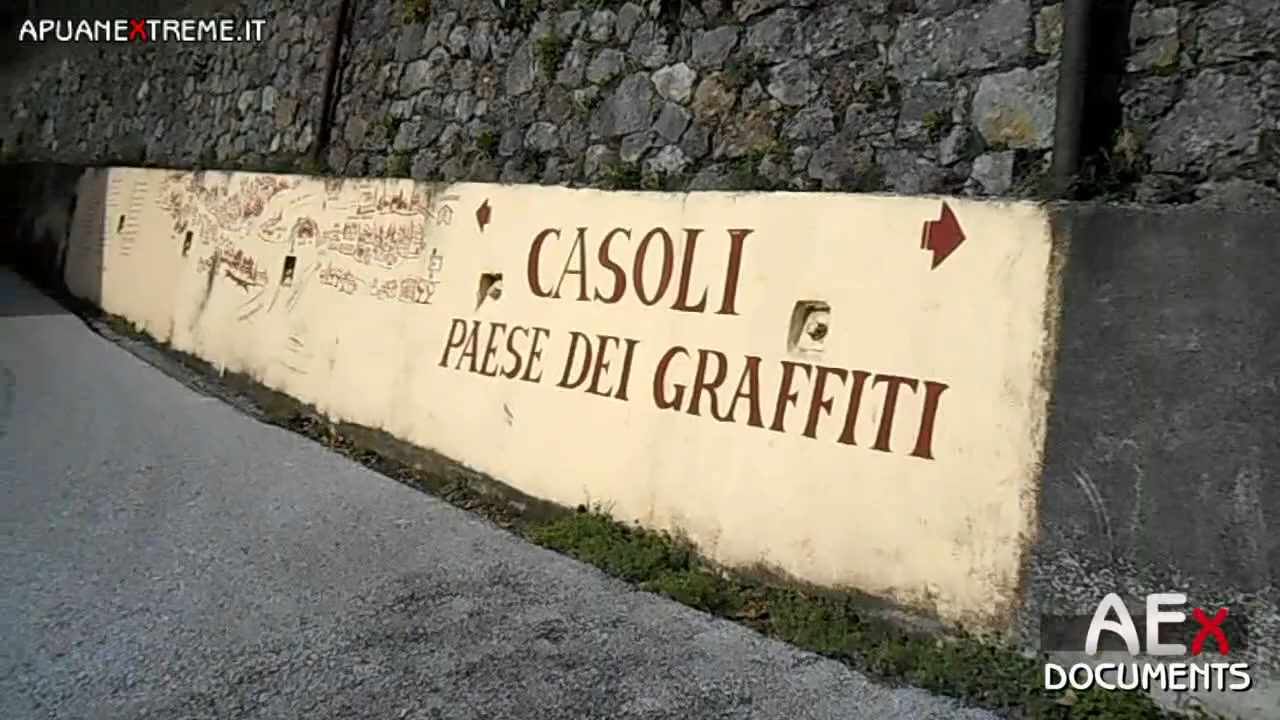 APUANEXTREME.IT
CASOLI
PAESE DEI GRAFFITI
AEx
DOCUMENTS